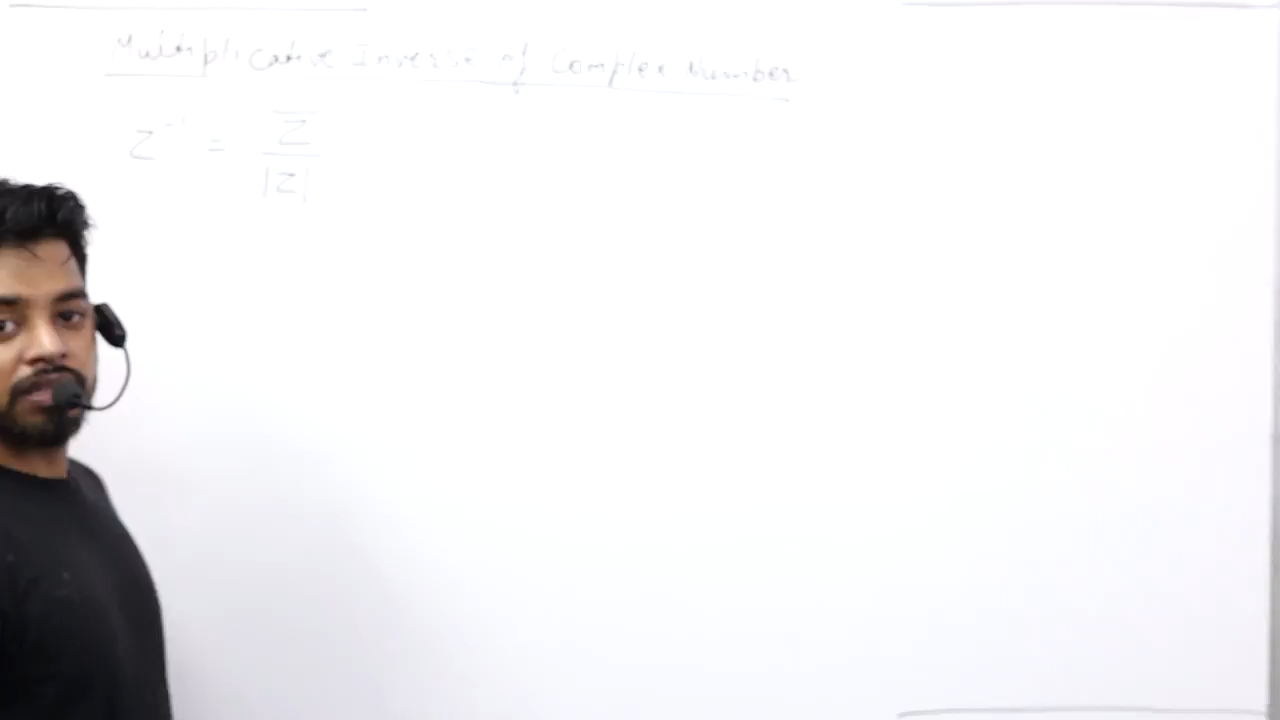 Multiplicative Inverse of Complex Number
z⁻¹ = z̅ / |z|